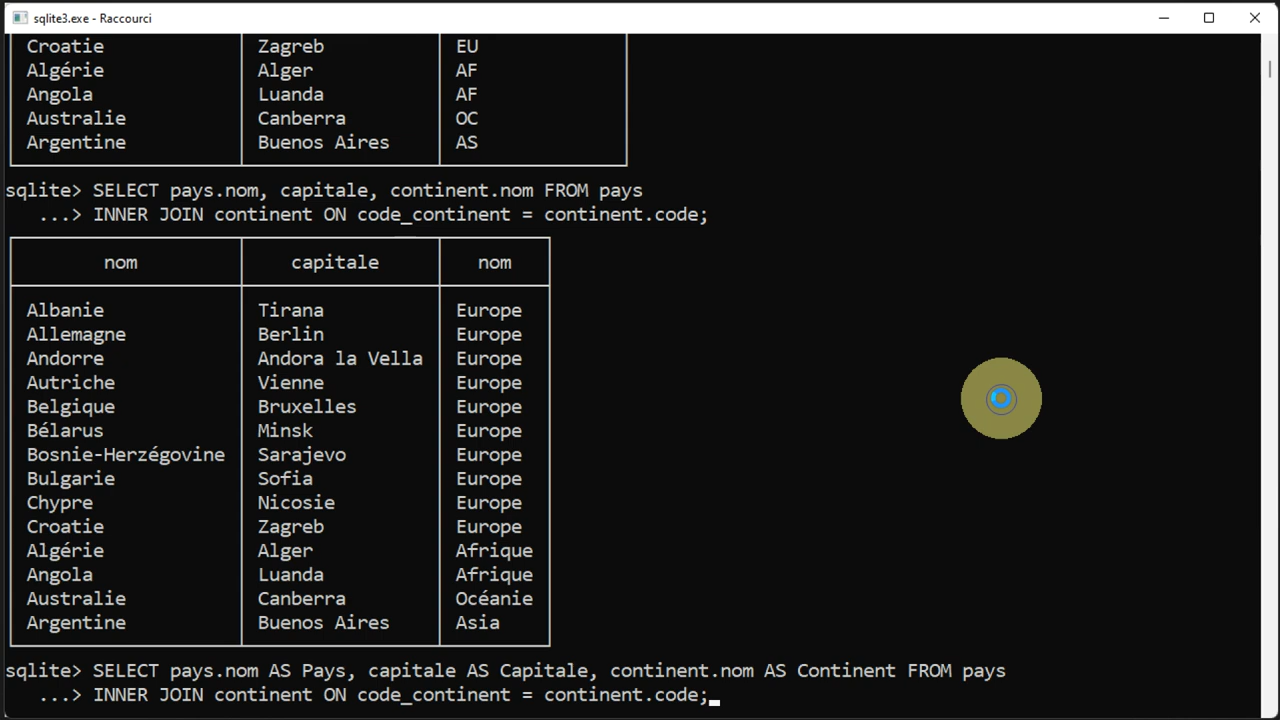 sqlite3.exe - Raccourci
Croatie Zagreb EU
Algérie Alger AF
Angola Luanda AF
Australie Canberra OC
Argentine Buenos Aires AS
sqlite> SELECT pays.nom, capitale, continent.nom FROM pays
...> INNER JOIN continent ON code_continent = continent.code;
nom capitale nom
Albanie Tirana Europe
Allemagne Berlin Europe
Andorre Andora la Vella Europe
Autriche Vienne Europe
Belgique Bruxelles Europe
Bélarus Minsk Europe
Bosnie-Herzégovine Sarajevo Europe
Bulgarie Sofia Europe
Chypre Nicosie Europe
Croatie Zagreb Europe
Algérie Alger Afrique
Angola Luanda Afrique
Australie Canberra Océanie
Argentine Buenos Aires Asia
sqlite> SELECT pays.nom AS Pays, capitale AS Capitale, continent.nom AS Continent FROM pays
...> INNER JOIN continent ON code_continent = continent.code;